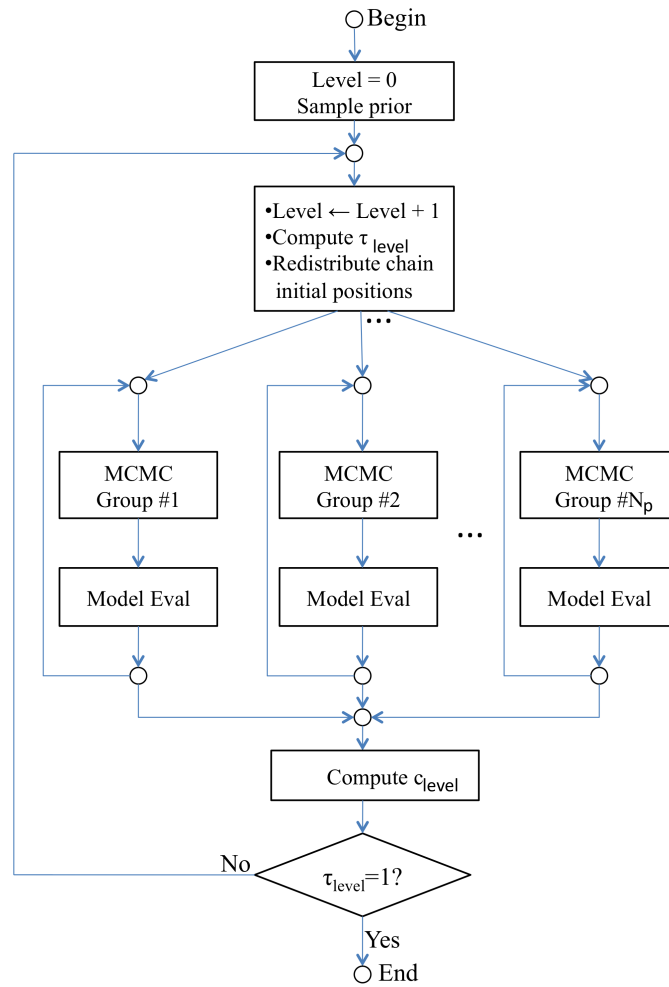 Begin
Level = 0
Sample prior
•Level ← Level + 1
•Compute τ level
•Redistribute chain
initial positions
...
MCMC
Group #1
MCMC
Group #2
MCMC
Group #Np
...
Model Eval
Model Eval
Model Eval
Compute clevel
No
τlevel=1?
Yes
End